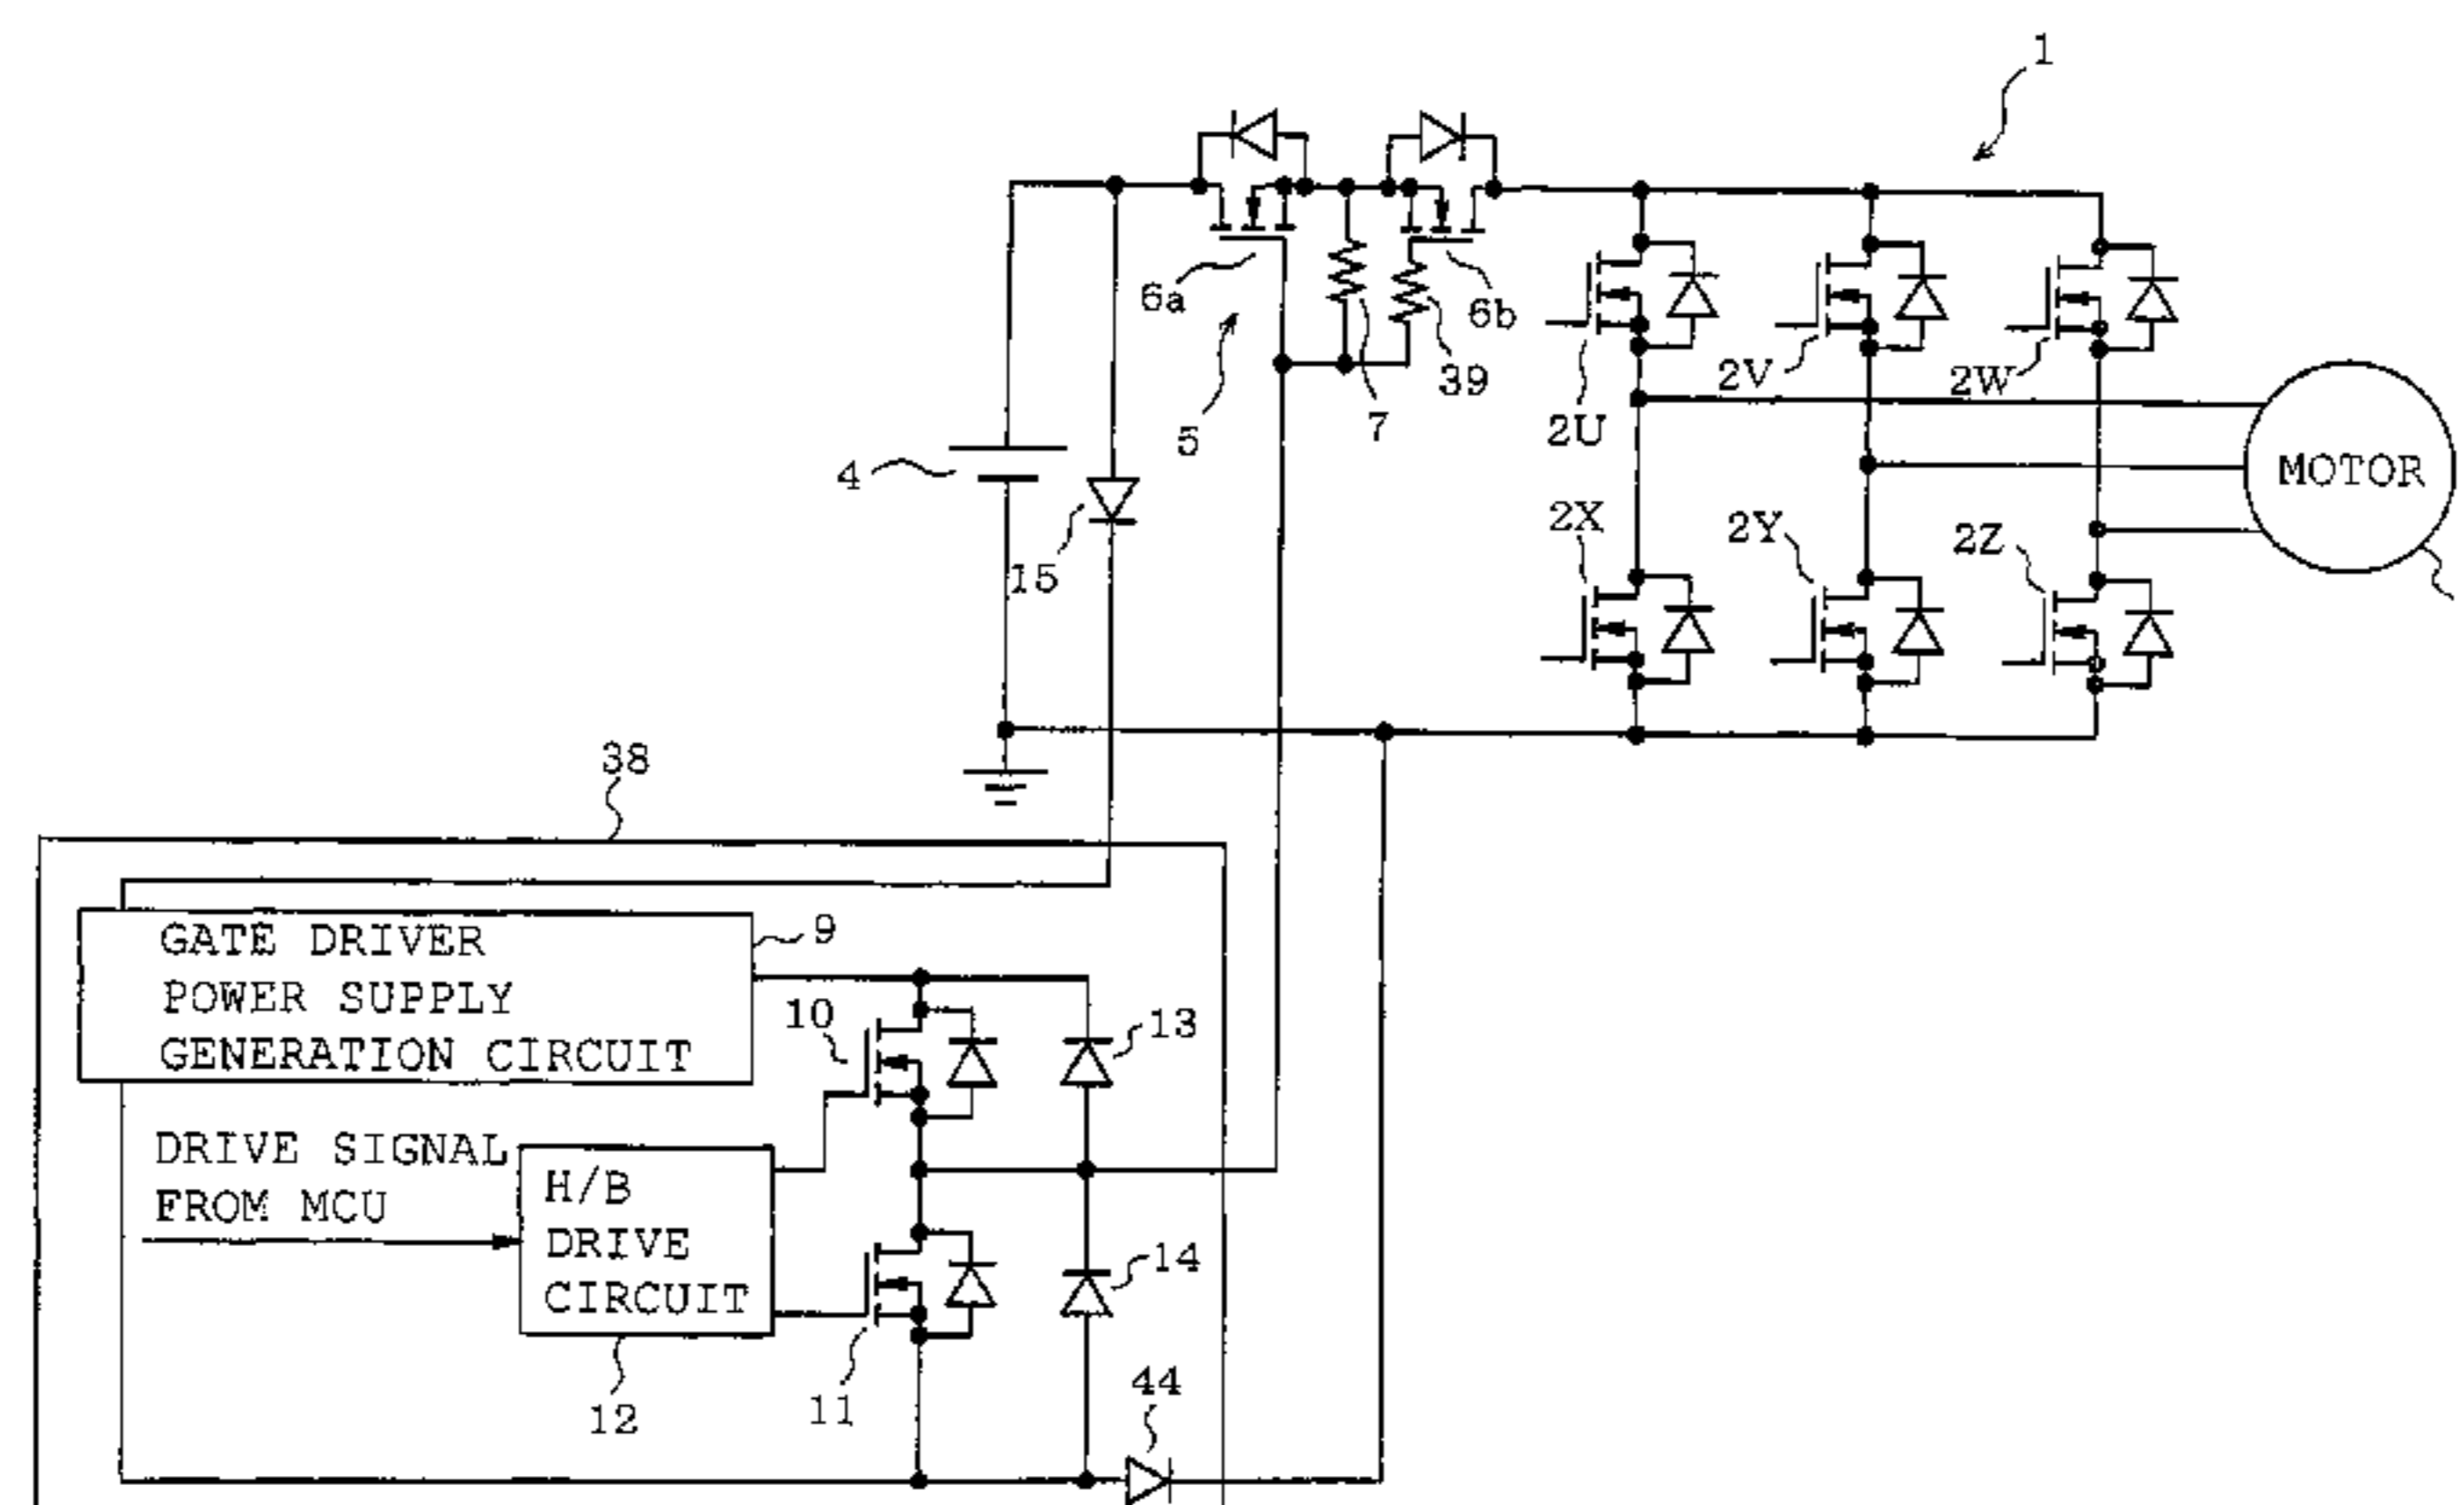 1
6a
6b
5
7
39
2U
2V
2W
4
15
2X
2Y
2Z
MOTOR
38
GATE DRIVER
POWER SUPPLY
GENERATION CIRCUIT
9
10
13
DRIVE SIGNAL
FROM MCU
H/B
DRIVE
CIRCUIT
12
11
14
44